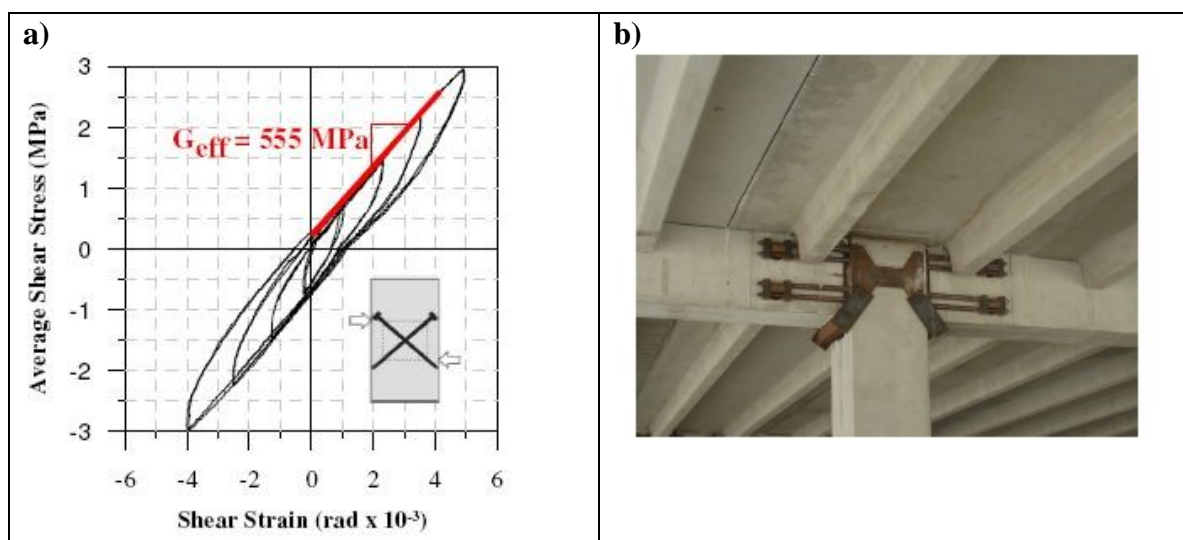 a)
3
2
1
0
-1
-2
-3
-6
-4
-2
0
2
4
6
Average Shear Stress (MPa)
Shear Strain (rad x 10-3)
Geff = 555 MPa
b)